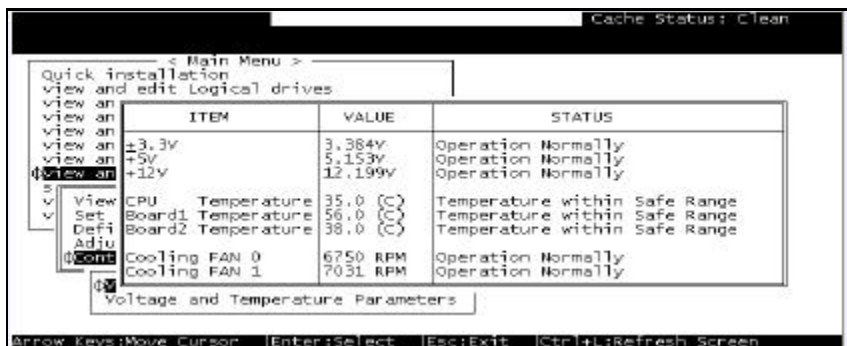 Cache Status: Clean
< Main Menu >
Quick installation
view and edit Logical drives
view an
view an
view an
view an
view an
view an
s
v
v
ITEM VALUE STATUS
+3.3V 3.384V Operation Normally
+5V 5.153V Operation Normally
+12V 12.199V Operation Normally
CPU Temperature 35.0 (C) Temperature within Safe Range
Board1 Temperature 56.0 (C) Temperature within Safe Range
Board2 Temperature 38.0 (C) Temperature within Safe Range
Cooling FAN 0 6750 RPM Operation Normally
Cooling FAN 1 7031 RPM Operation Normally
View
Set
Defi
Adju
Cont
V
Voltage and Temperature Parameters
Arrow Keys:Move Cursor |Enter:Select |Esc:Exit |Ctrl+L:Refresh Screen